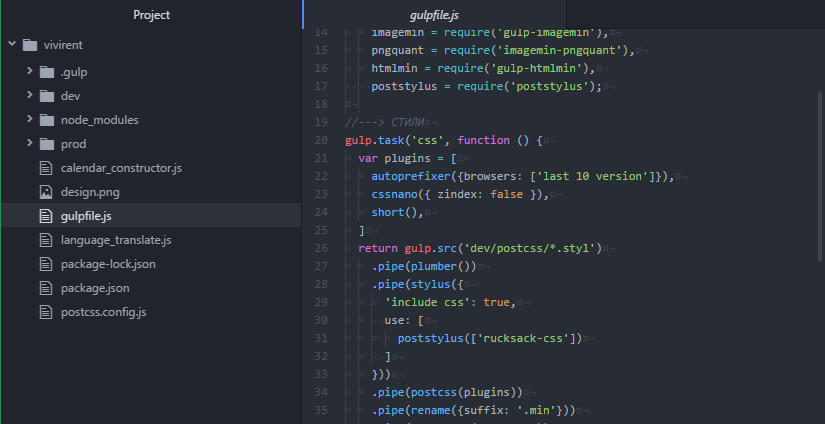 Project
vivirent
.gulp
dev
node_modules
prod
calendar_constructor.js
design.png
gulpfile.js
language_translate.js
package-lock.json
package.json
postcss.config.js
gulpfile.js
14 imagemin = require('gulp-imagemin'),
15 pngquant = require('imagemin-pngquant'),
16 htmlmin = require('gulp-htmlmin'),
17 poststylus = require('poststylus');
18
19 //---> СТИЛИ
20 gulp.task('css', function () {
21 var plugins = [
22 autoprefixer({browsers: ['last 10 version']}),
23 cssnano({ zindex: false }),
24 short(),
25 ]
26 return gulp.src('dev/postcss/*.styl')
27 .pipe(plumber())
28 .pipe(stylus({
29 'include css': true,
30 use: [
31 poststylus(['rucksack-css'])
32 ]
33 }))
34 .pipe(postcss(plugins))
35 .pipe(rename({suffix: '.min'}))